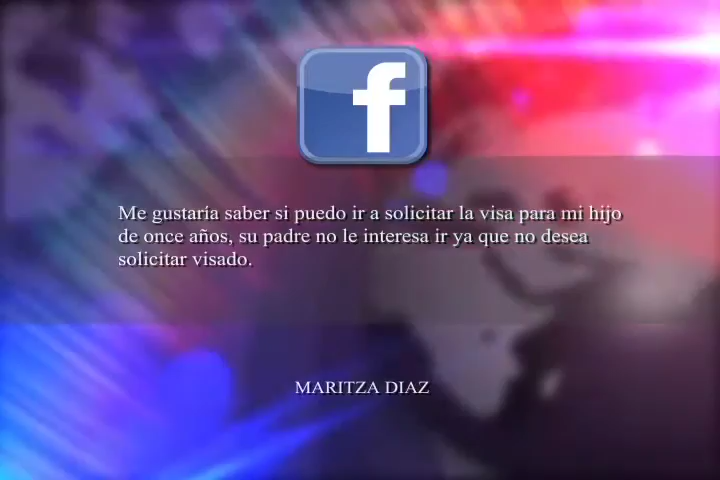 f
Me gustaría saber si puedo ir a solicitar la visa para mi hijo
de once años, su padre no le interesa ir ya que no desea
solicitar visado.
MARITZA DIAZ